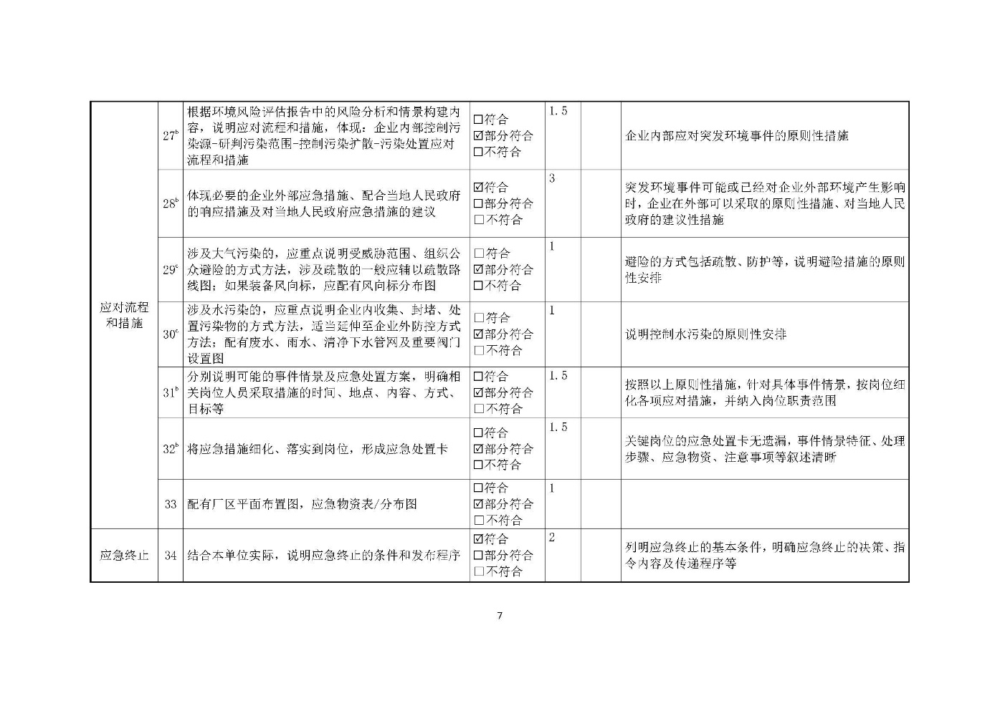 应对流程
和措施
27b
根据环境风险评估报告中的风险分析和情景构建内
容，说明应对流程和措施，体现：企业内部控制污
染源-研判污染范围-控制污染扩散-污染处置应对
流程和措施
☐符合
☑部分符合
☐不符合
1.5
企业内部应对突发环境事件的原则性措施
28b
体现必要的企业外部应急措施、配合当地人民政府
的响应措施及对当地人民政府应急措施的建议
☑符合
☐部分符合
☐不符合
3
突发环境事件可能或已经对企业外部环境产生影响
时，企业在外部可以采取的原则性措施、对当地人民
政府的建议性措施
29c
涉及大气污染的，应重点说明受威胁范围、组织公
众避险的方式方法，涉及疏散的一般应辅以疏散路
线图；如果装备风向标，应配有风向标分布图
☐符合
☑部分符合
☐不符合
1
避险的方式包括疏散、防护等，说明避险措施的原则
性安排
30c
涉及水污染的，应重点说明企业内收集、封堵、处
置污染物的方式方法，适当延伸至企业外防控方式
方法；配有废水、雨水、清净下水管网及重要阀门
设置图
☐符合
☑部分符合
☐不符合
1
说明控制水污染的原则性安排
31b
分别说明可能的事件情景及应急处置方案，明确相
关岗位人员采取措施的时间、地点、内容、方式、
目标等
☐符合
☑部分符合
☐不符合
1.5
按照以上原则性措施，针对具体事件情景，按岗位细
化各项应对措施，并纳入岗位职责范围
32b
将应急措施细化、落实到岗位，形成应急处置卡
☐符合
☑部分符合
☐不符合
1.5
关键岗位的应急处置卡无遗漏，事件情景特征、处理
步骤、应急物资、注意事项等叙述清晰
33
配有厂区平面布置图，应急物资表/分布图
☐符合
☑部分符合
☐不符合
1
应急终止
34
结合本单位实际，说明应急终止的条件和发布程序
☑符合
☐部分符合
☐不符合
2
列明应急终止的基本条件，明确应急终止的决策、指
令内容及传递程序等
7